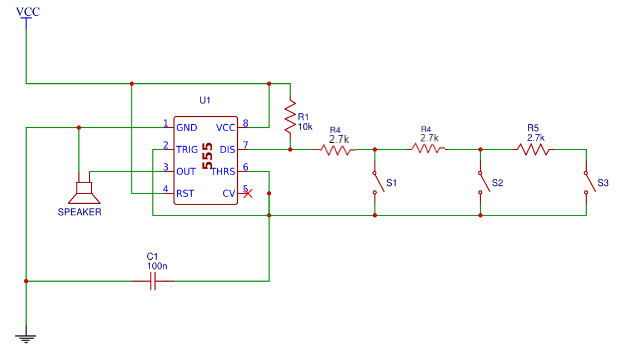 VCC
U1
1 GND VCC 8
2 TRIG DIS 7
3 OUT THRS 6
4 RST CV 5
555
R1
10k
R4
2.7k
R4
2.7k
R5
2.7k
S1
S2
S3
SPEAKER
C1
100n